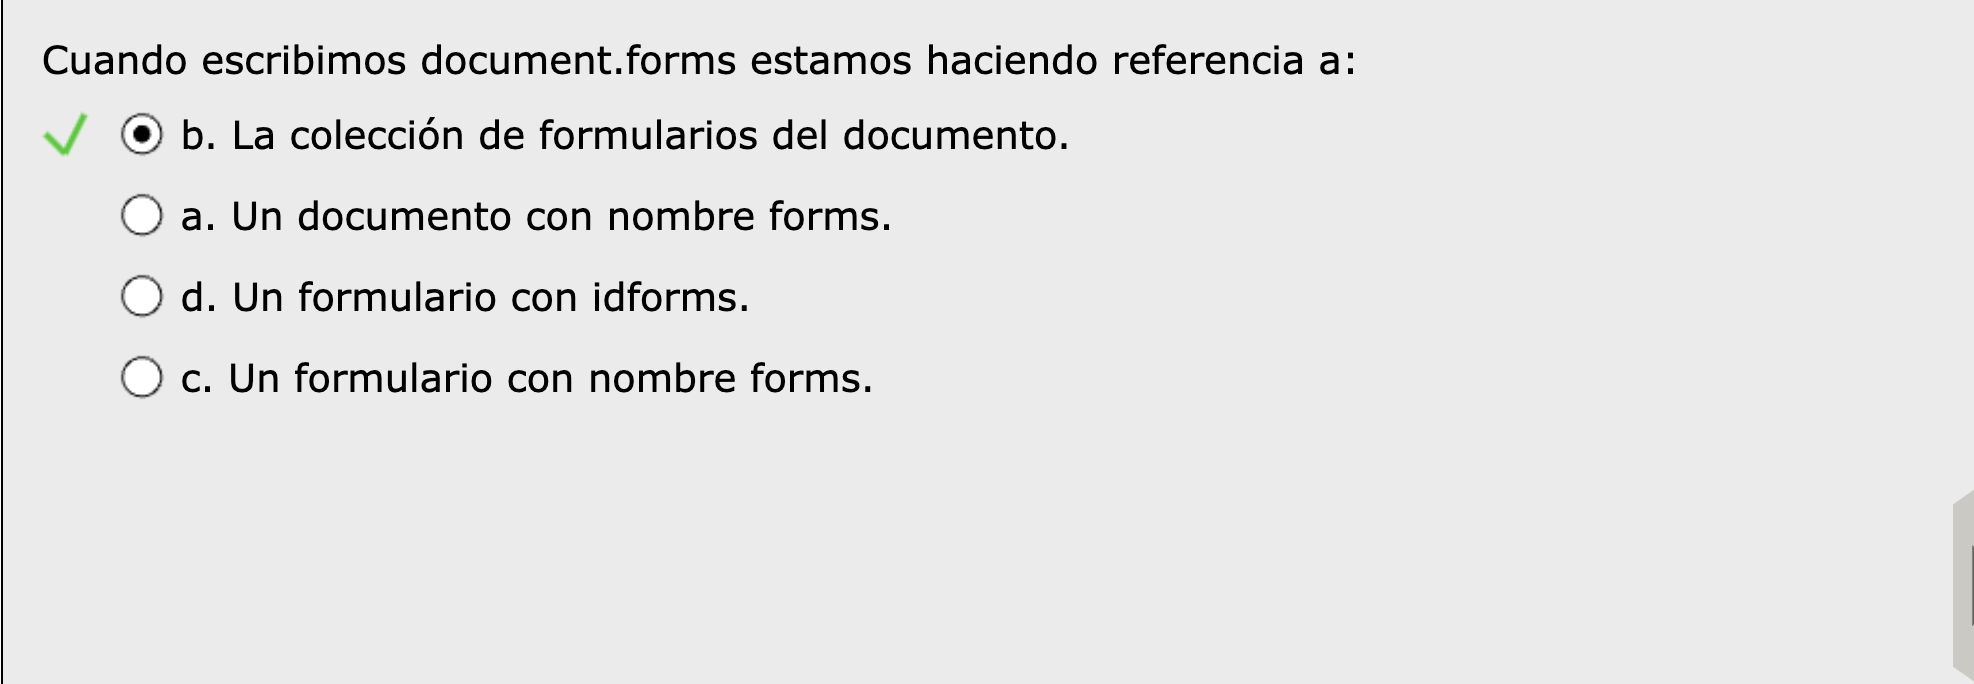 Cuando escribimos document.forms estamos haciendo referencia a:
b. La colección de formularios del documento.
a. Un documento con nombre forms.
d. Un formulario con idforms.
c. Un formulario con nombre forms.